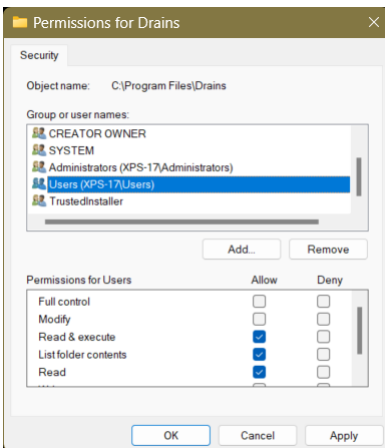 Permissions for Drains
Security
Object name: C:\Program Files\Drains
Group or user names:
CREATOR OWNER
SYSTEM
Administrators (XPS-17\Administrators)
Users (XPS-17\Users)
TrustedInstaller
Add... Remove
Permissions for Users Allow Deny
Full control
Modify
Read & execute
List folder contents
Read
OK Cancel Apply